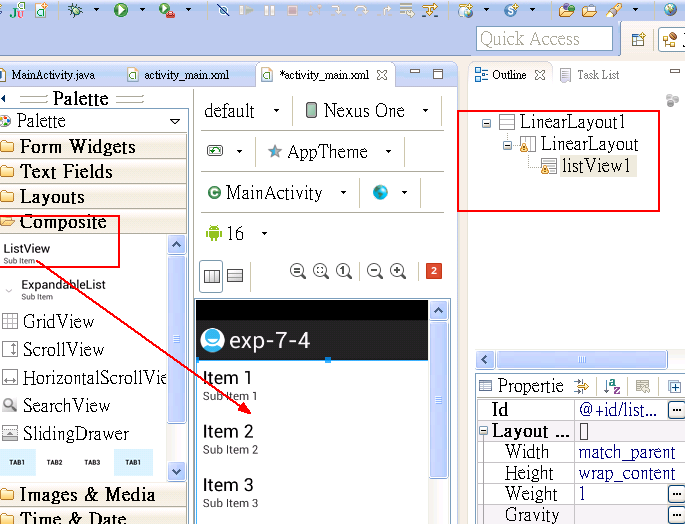 Quick Access
MainActivity.java
activity_main.xml
*activity_main.xml
Outline
Task List
Palette
Palette
Form Widgets
Text Fields
Layouts
Composite
ListView
Sub Item
ExpandableList
Sub Item
GridView
ScrollView
HorizontalScrollVie
SearchView
SlidingDrawer
TAB1 TAB2 TAB3 TAB1
Images & Media
Time & Date
default
Nexus One
AppTheme
MainActivity
16
2
exp-7-4
Item 1
Sub Item 1
Item 2
Sub Item 2
Item 3
Sub Item 3
LinearLayout1
LinearLayout
listView1
Propertie
Id @+id/list...
Layout ... []
Width match_parent
Height wrap_content
Weight 1
Gravity